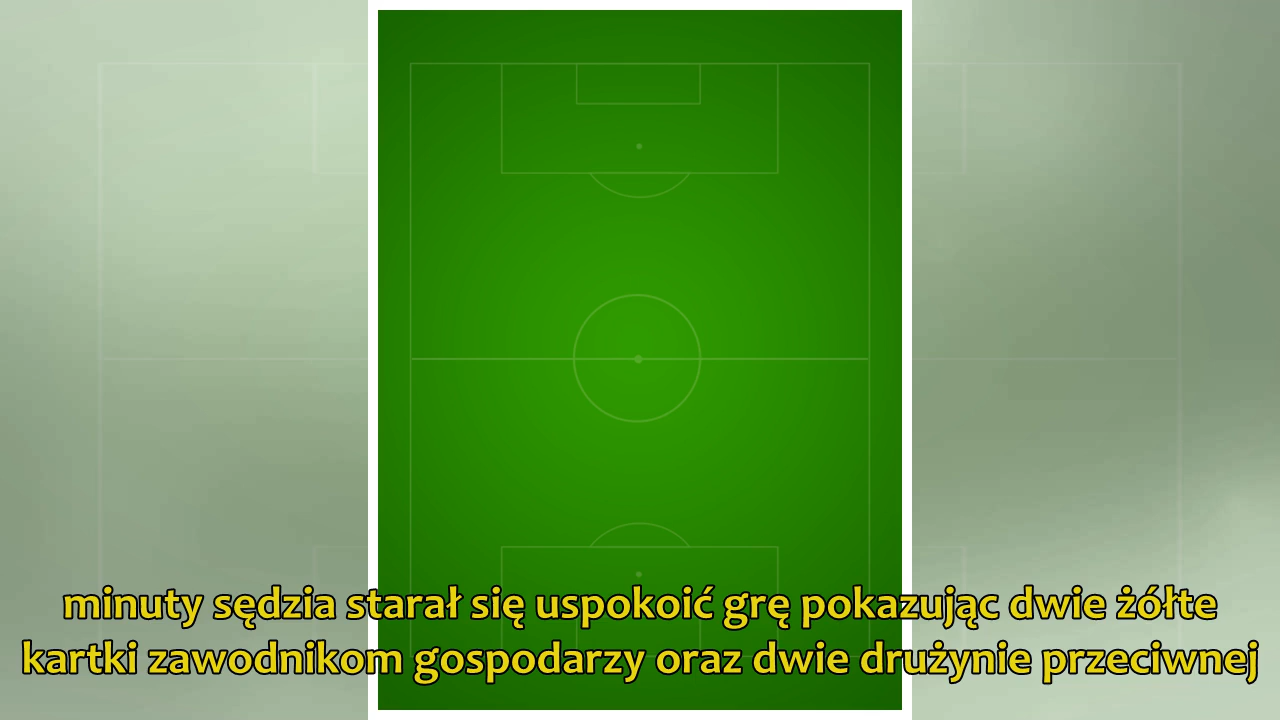 minuty sędzia starał się uspokoić grę pokazując dwie żółte
kartki zawodnikom gospodarzy oraz dwie drużynie przeciwnej